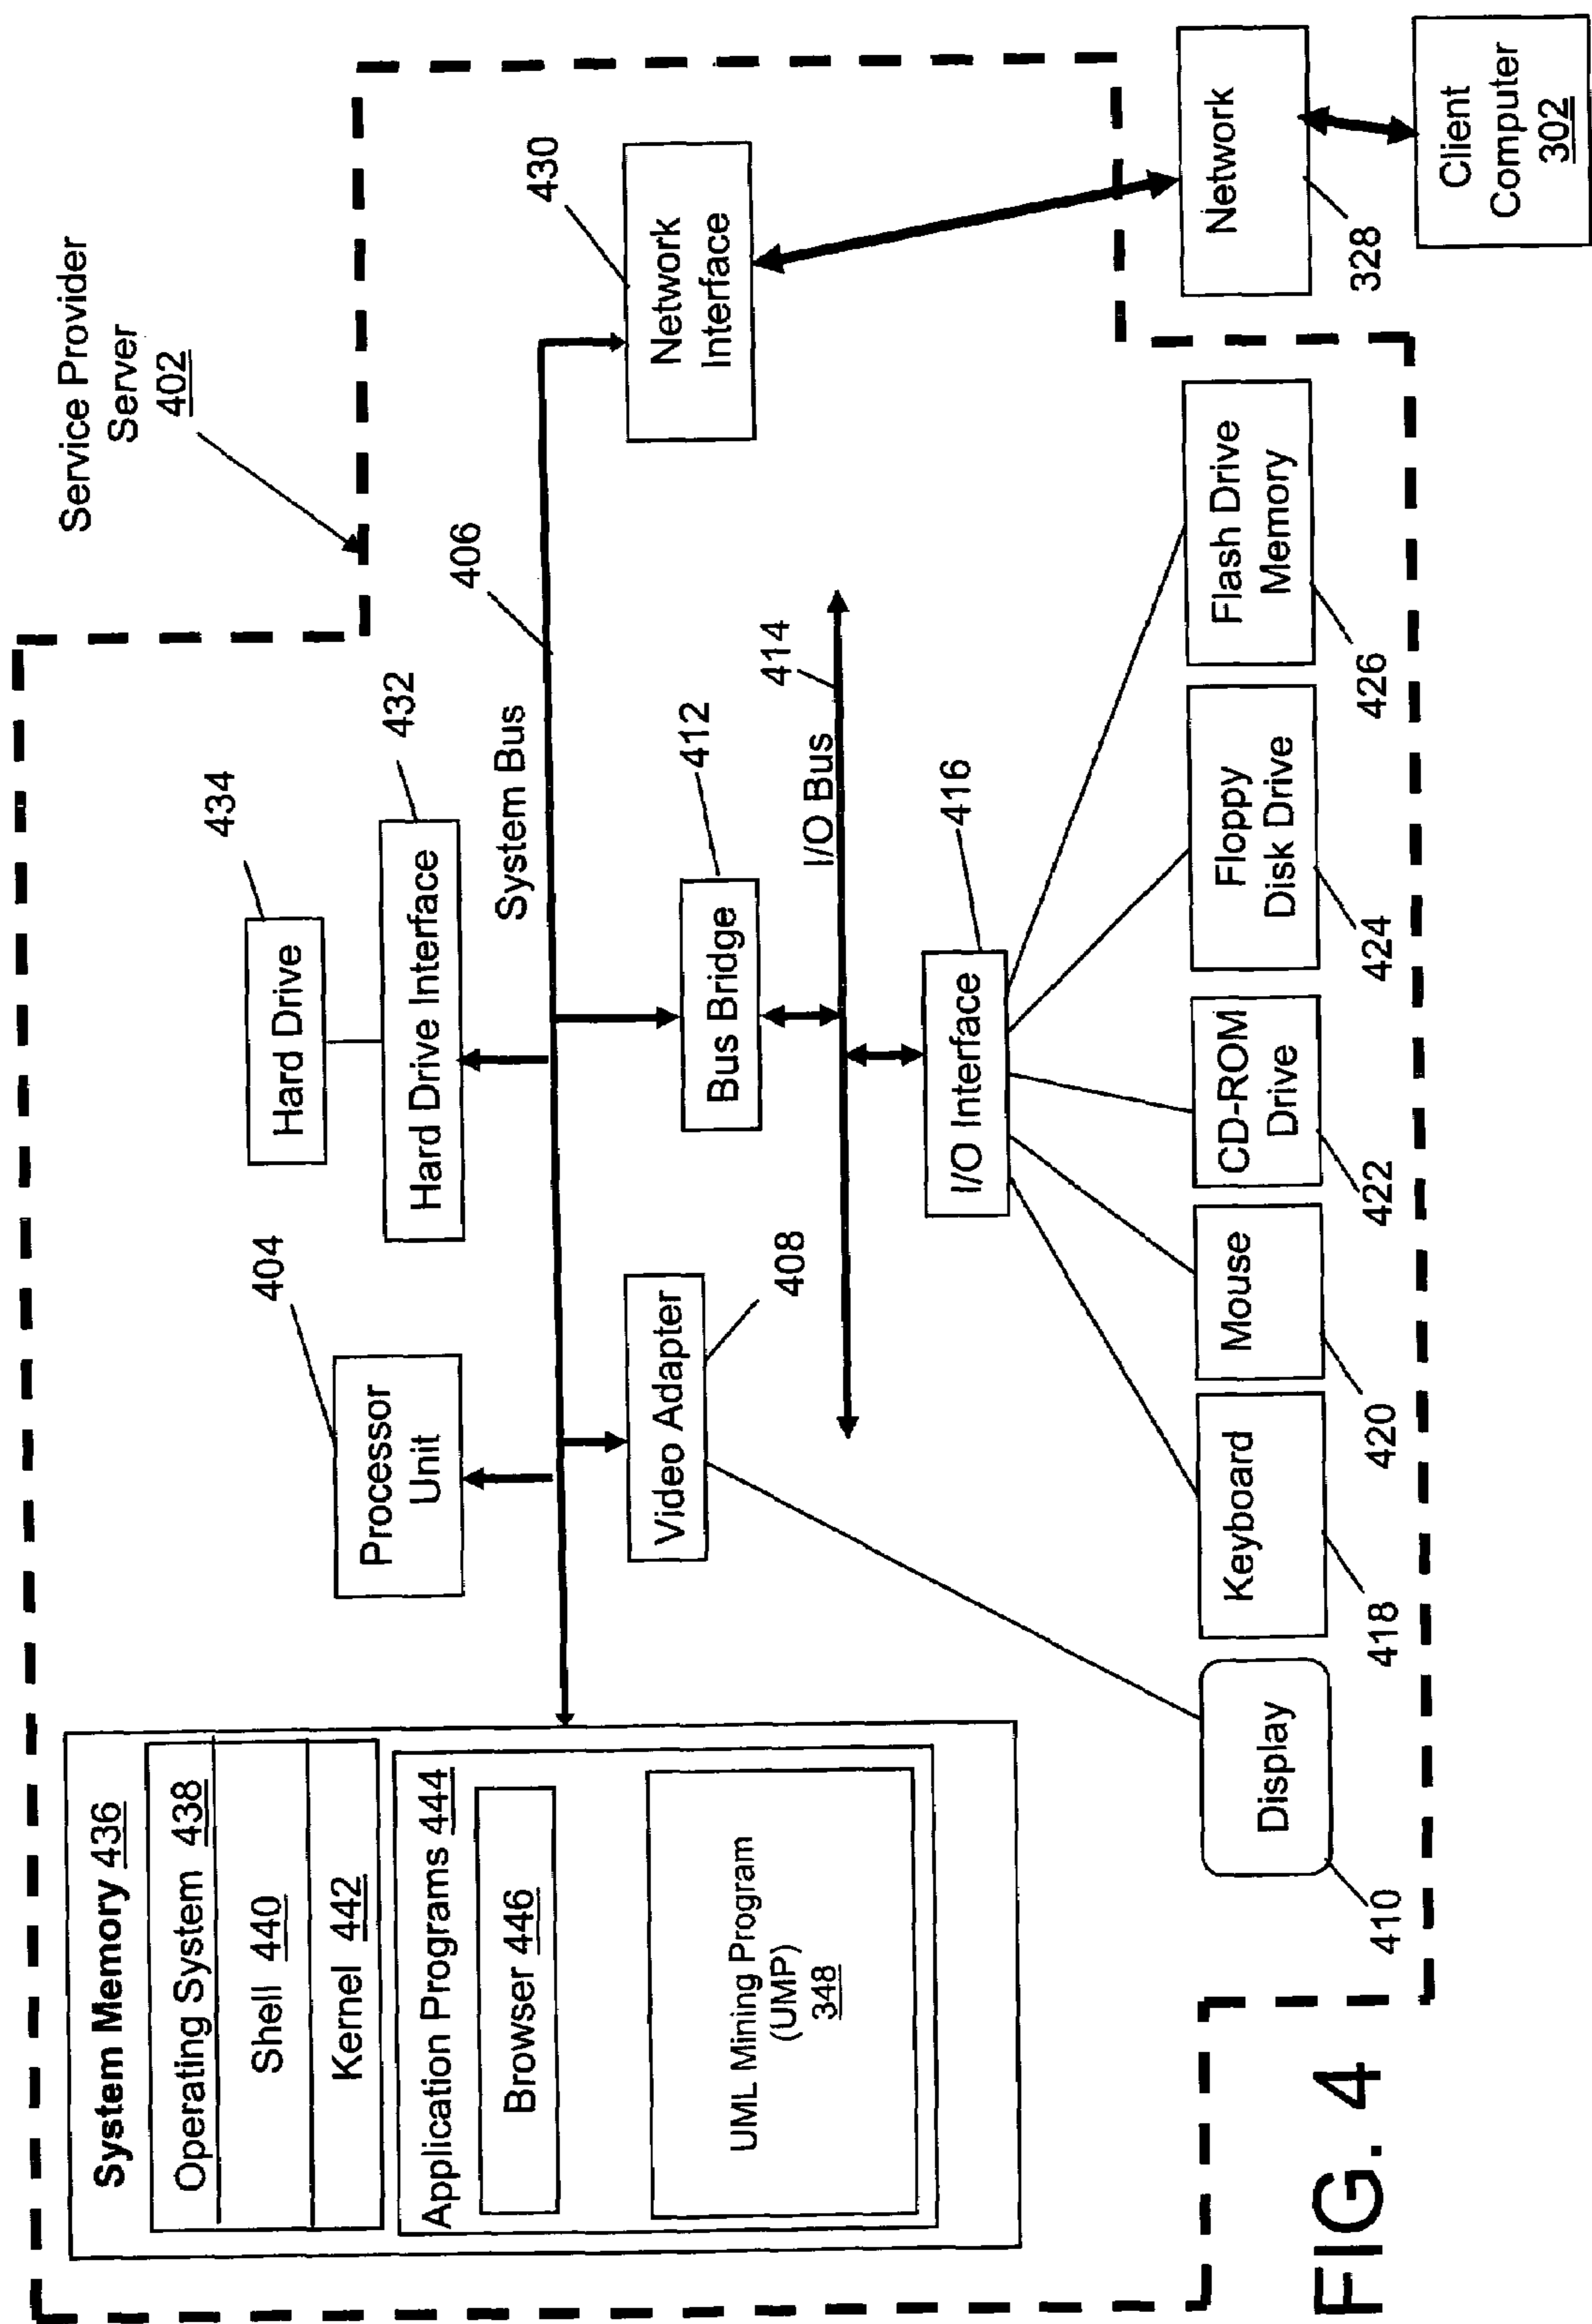 Service Provider
Server
402
System Memory 436
Operating System 438
Shell 440
Kernel 442
Application Programs 444
Browser 446
UML Mining Program
(UMP)
348
404
Processor
Unit
434
Hard Drive
432
Hard Drive Interface
System Bus
406
430
Network
Interface
Video Adapter
408
412
Bus Bridge
I/O Bus
414
416
I/O Interface
Display
410
Keyboard
418
Mouse
420
CD-ROM
Drive
422
Floppy
Disk Drive
424
Flash Drive
Memory
426
Network
328
Client
Computer
302
FIG. 4